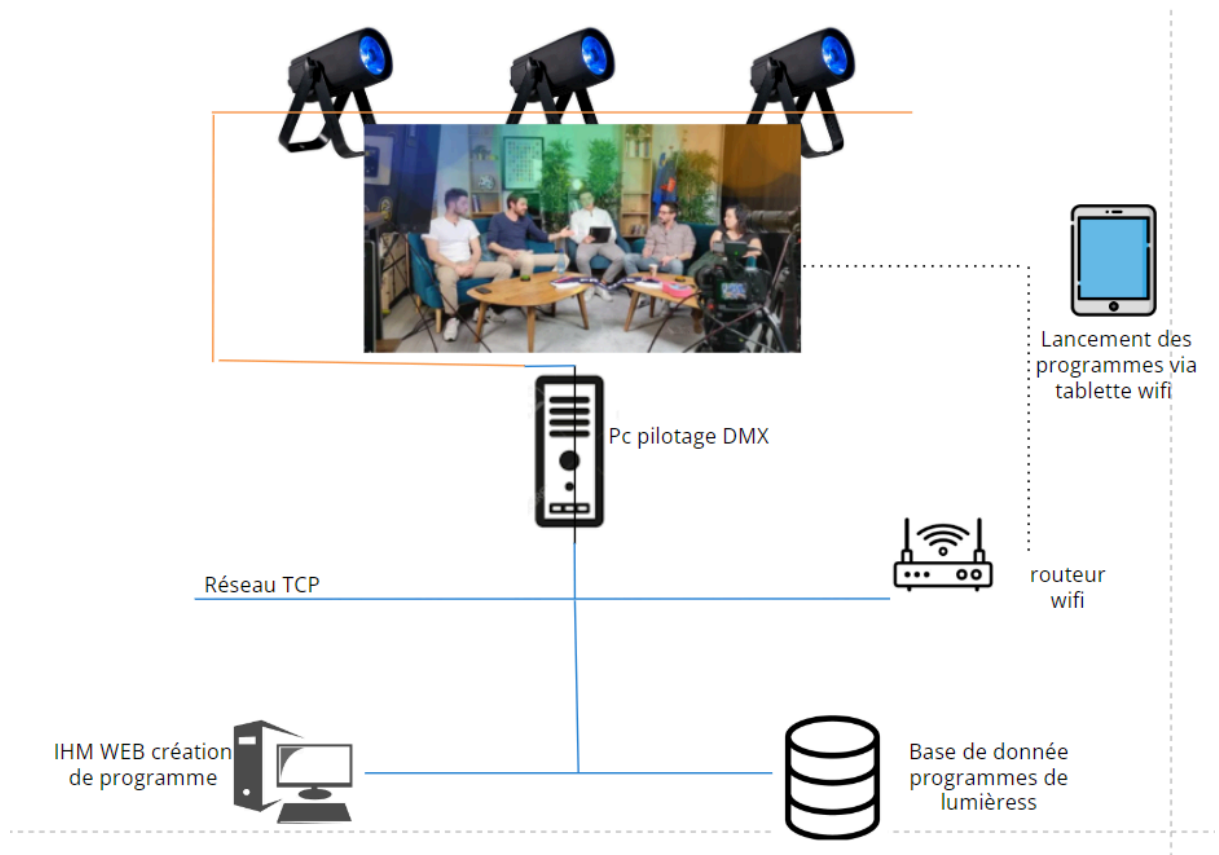 Lancement des
programmes via
tablette wifi
Pc pilotage DMX
Réseau TCP
routeur
wifi
IHM WEB création
de programme
Base de donnée
programmes de
lumièress